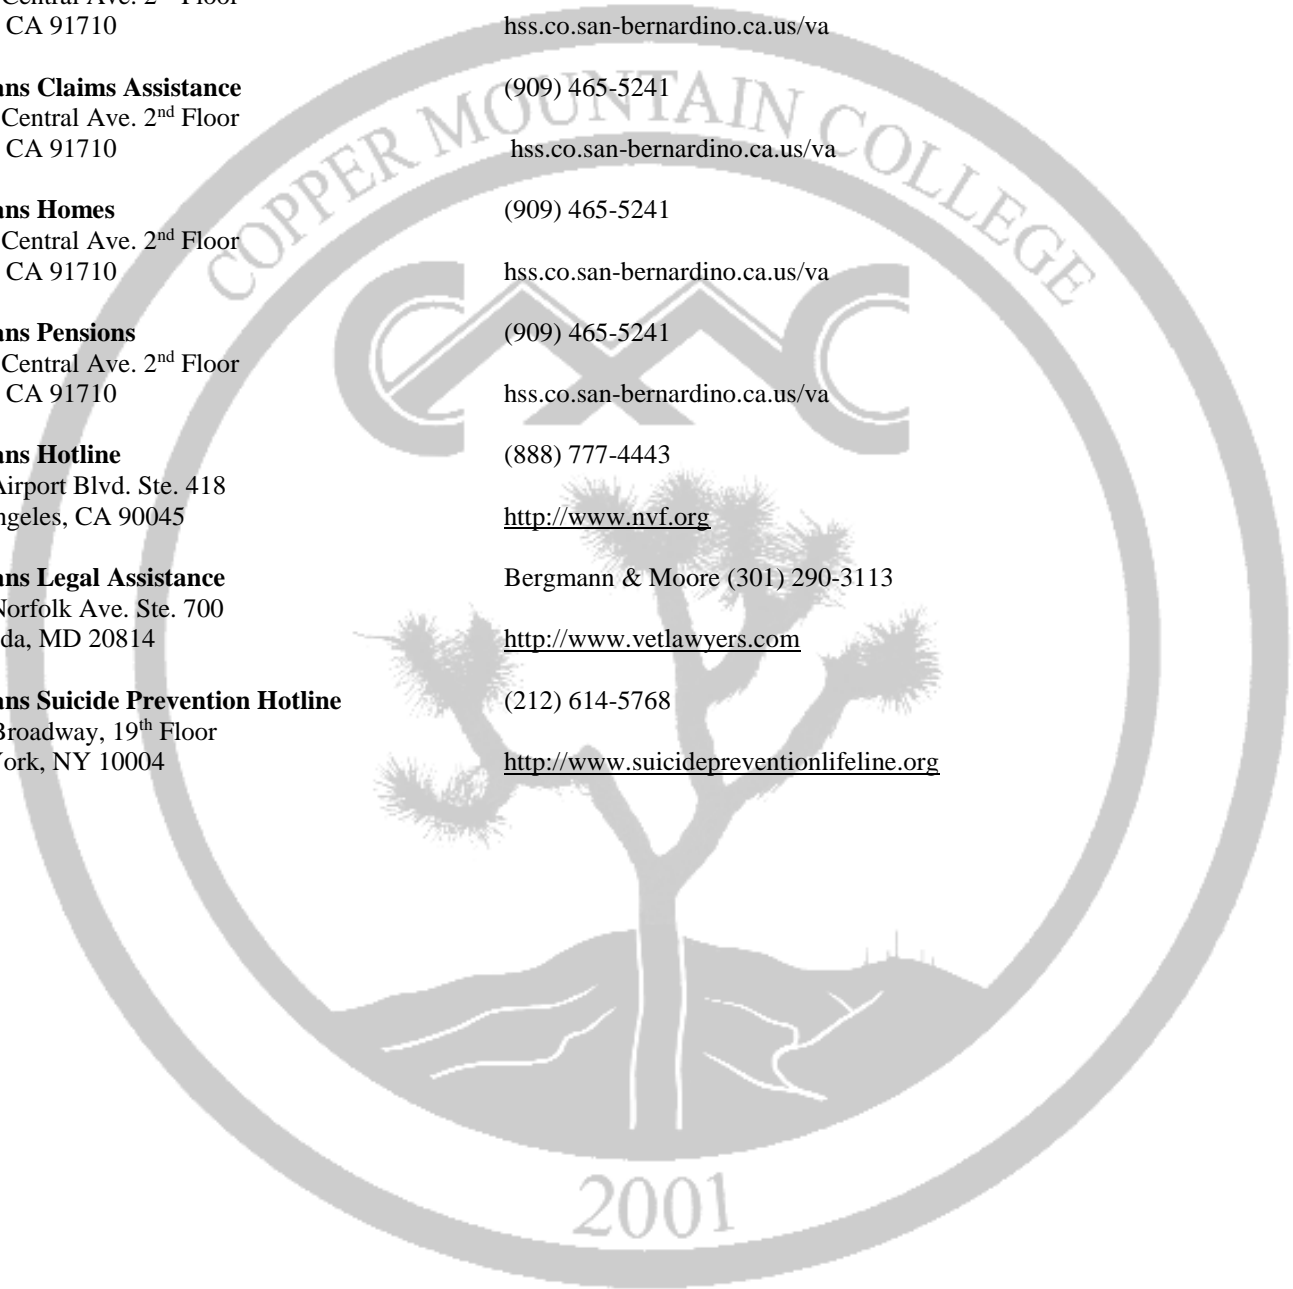 Central Ave. 2nd Floor
CA 91710 hss.co.san-bernardino.ca.us/va
ans Claims Assistance (909) 465-5241
Central Ave. 2nd Floor
CA 91710 hss.co.san-bernardino.ca.us/va
ans Homes (909) 465-5241
Central Ave. 2nd Floor
CA 91710 hss.co.san-bernardino.ca.us/va
ans Pensions (909) 465-5241
Central Ave. 2nd Floor
CA 91710 hss.co.san-bernardino.ca.us/va
ans Hotline (888) 777-4443
Airport Blvd. Ste. 418
ngeles, CA 90045 http://www.nvf.org
ans Legal Assistance Bergmann & Moore (301) 290-3113
Norfolk Ave. Ste. 700
da, MD 20814 http://www.vetlawyers.com
ans Suicide Prevention Hotline (212) 614-5768
Broadway, 19th Floor
York, NY 10004 http://www.suicidepreventionlifeline.org
COPPER MOUNTAIN COLLEGE
CMC
2001